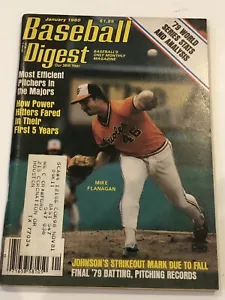 January 1980
$1.25
Baseball
Digest
Our 38th Year
BASEBALL'S
ONLY MONTHLY
MAGAZINE
'79 WORLD
SERIES STATS
AND ANALYSIS
Most Efficient
Pitchers in
the Majors
How Power
Hitters Fared
in Their
First 5 Years
MIKE
FLANAGAN
46
JOHNSON'S STRIKEOUT MARK DUE TO FALL
FINAL '79 BATTING, PITCHING RECORDS